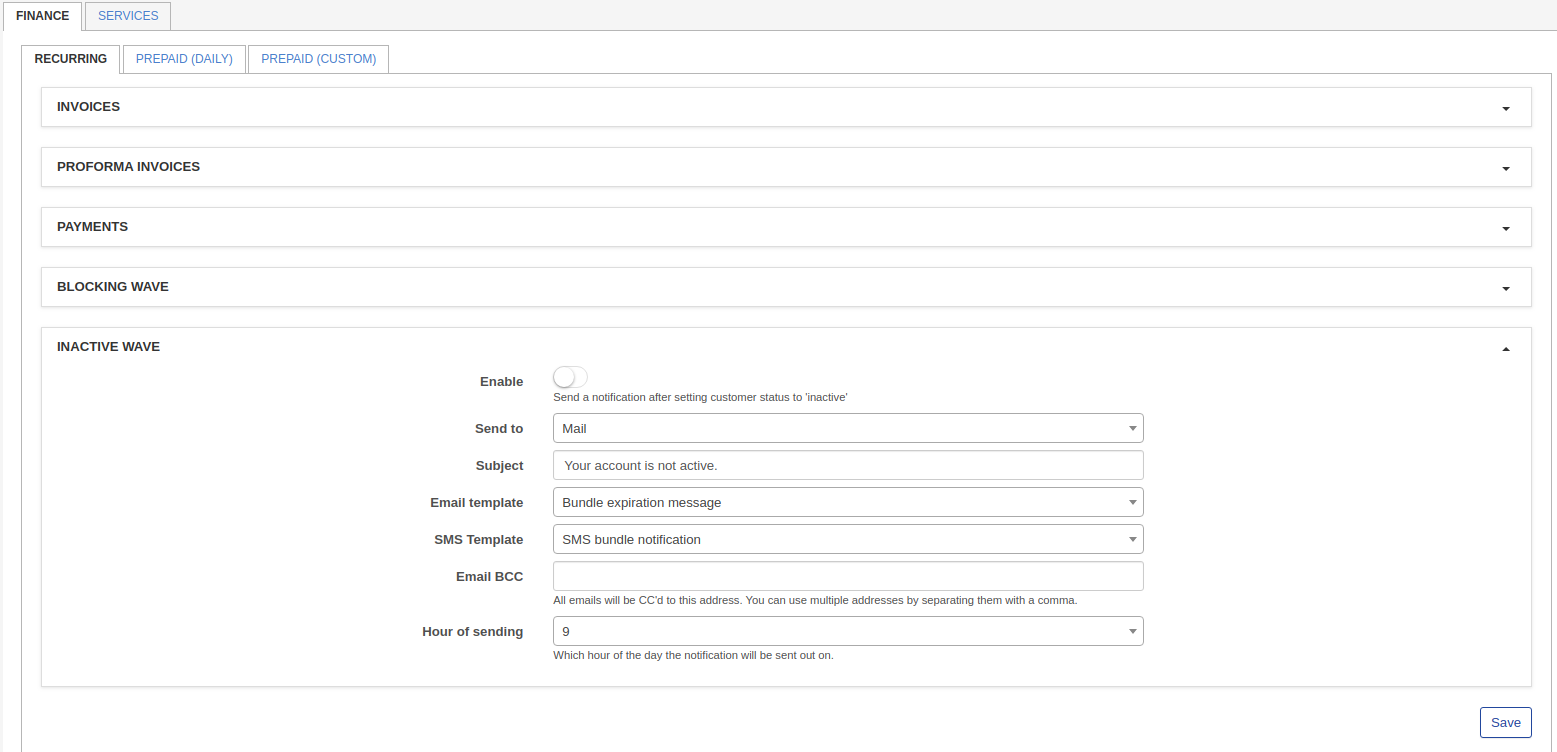 FINANCE SERVICES
RECURRING PREPAID (DAILY) PREPAID (CUSTOM)
INVOICES
PROFORMA INVOICES
PAYMENTS
BLOCKING WAVE
INACTIVE WAVE
Enable
Send a notification after setting customer status to 'inactive'
Send to Mail
Subject Your account is not active.
Email template Bundle expiration message
SMS Template SMS bundle notification
Email BCC
All emails will be CC'd to this address. You can use multiple addresses by separating them with a comma.
Hour of sending 9
Which hour of the day the notification will be sent out on.
Save